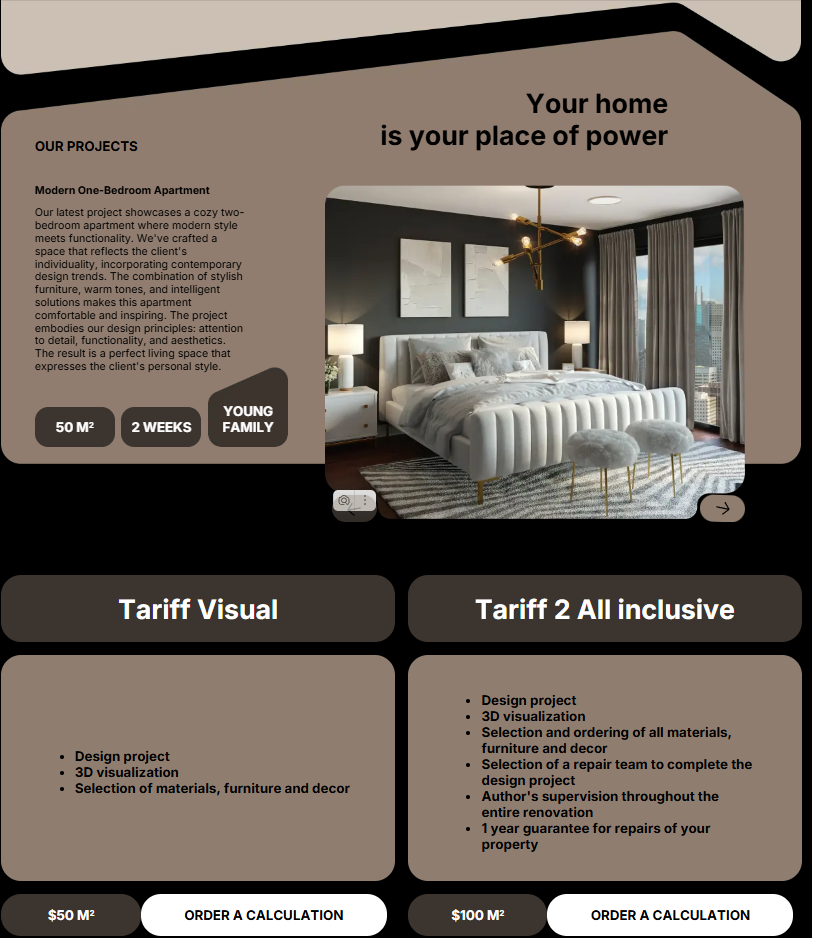 Your home
is your place of power
OUR PROJECTS
Modern One-Bedroom Apartment
Our latest project showcases a cozy two-
bedroom apartment where modern style
meets functionality. We've crafted a
space that reflects the client's
individuality, incorporating contemporary
design trends. The combination of stylish
furniture, warm tones, and intelligent
solutions makes this apartment
comfortable and inspiring. The project
embodies our design principles: attention
to detail, functionality, and aesthetics.
The result is a perfect living space that
expresses the client's personal style.
50 M²
2 WEEKS
YOUNG
FAMILY
Tariff Visual
• Design project
• 3D visualization
• Selection of materials, furniture and decor
$50 M²
ORDER A CALCULATION
Tariff 2 All inclusive
• Design project
• 3D visualization
• Selection and ordering of all materials,
furniture and decor
• Selection of a repair team to complete the
design project
• Author's supervision throughout the
entire renovation
• 1 year guarantee for repairs of your
property
$100 M²
ORDER A CALCULATION